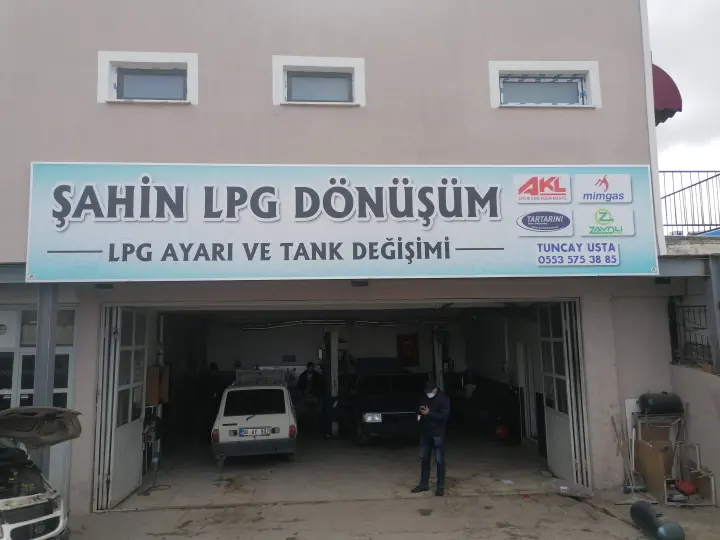 ŞAHİN LPG DÖNÜŞÜM
LPG AYARI VE TANK DEĞİŞİMİ
AKL
mimgas
TARTARINI
ZAVOLI
TUNCAY USTA
0553 575 38 85